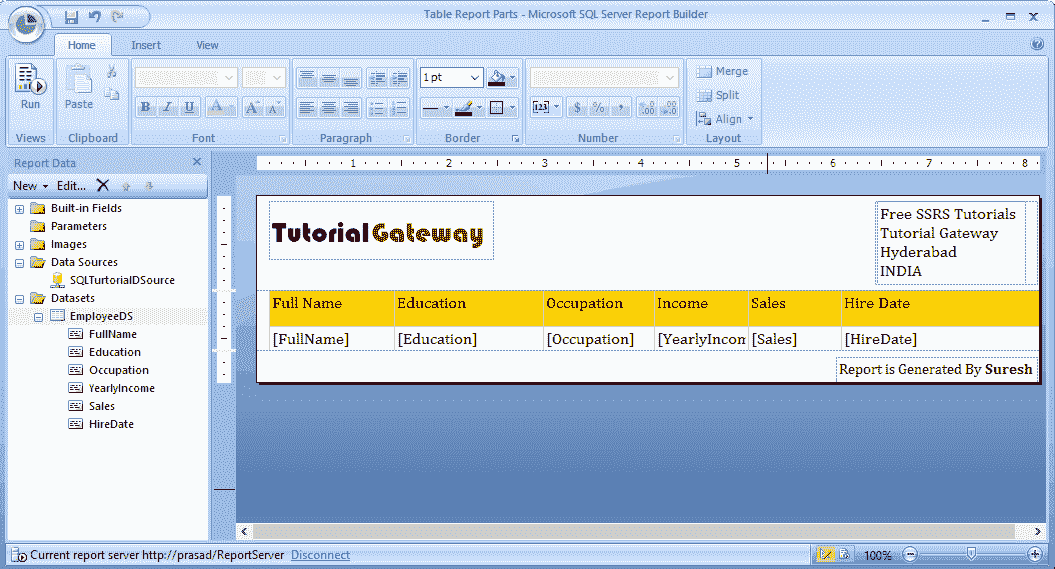 Table Report Parts - Microsoft SQL Server Report Builder
Home Insert View
Run
Paste
1 pt
B I U A A A
123 $ % ,
Merge
Split
Align
Views Clipboard Font Paragraph Border Number Layout
Report Data
New Edit...
Built-in Fields
Parameters
Images
Data Sources
SQLTurtorialDSource
Datasets
EmployeeDS
FullName
Education
Occupation
YearlyIncome
Sales
HireDate
1 2 3 4 5 6 7 8
Tutorial Gateway
Free SSRS Tutorials
Tutorial Gateway
Hyderabad
INDIA
Full Name Education Occupation Income Sales Hire Date
[FullName] [Education] [Occupation] [YearlyIncon [Sales] [HireDate]
Report is Generated By Suresh
Current report server http://prasad/ReportServer Disconnect
100%